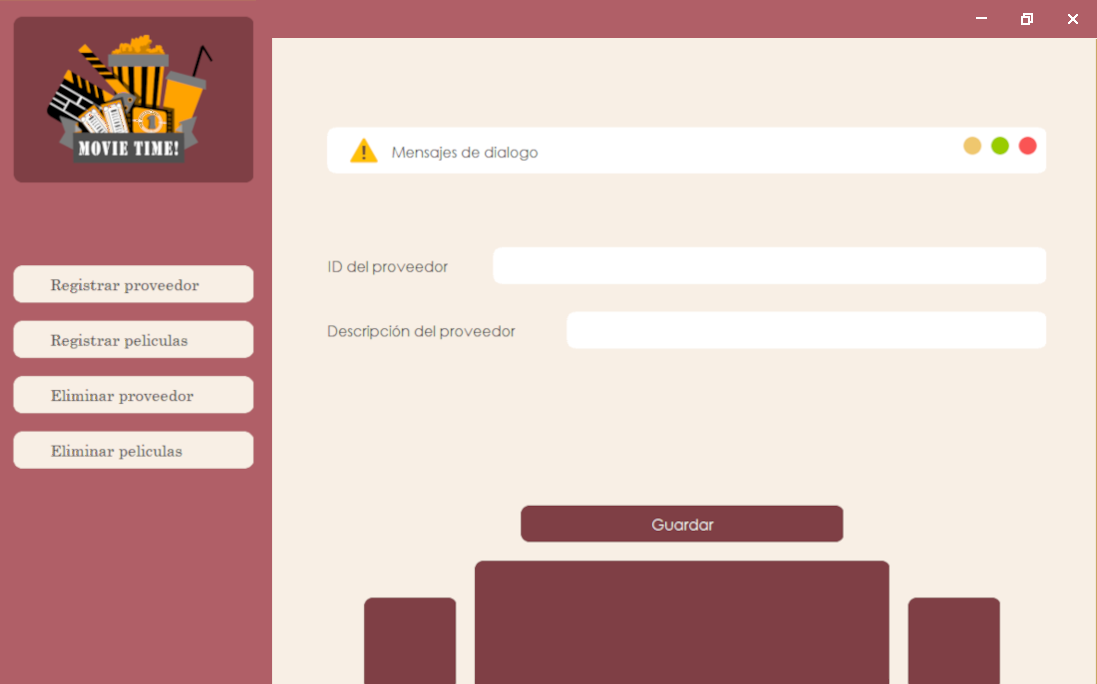 MOVIE TIME!
Mensajes de dialogo
Registrar proveedor
Registrar peliculas
Eliminar proveedor
Eliminar peliculas
ID del proveedor
Descripción del proveedor
Guardar